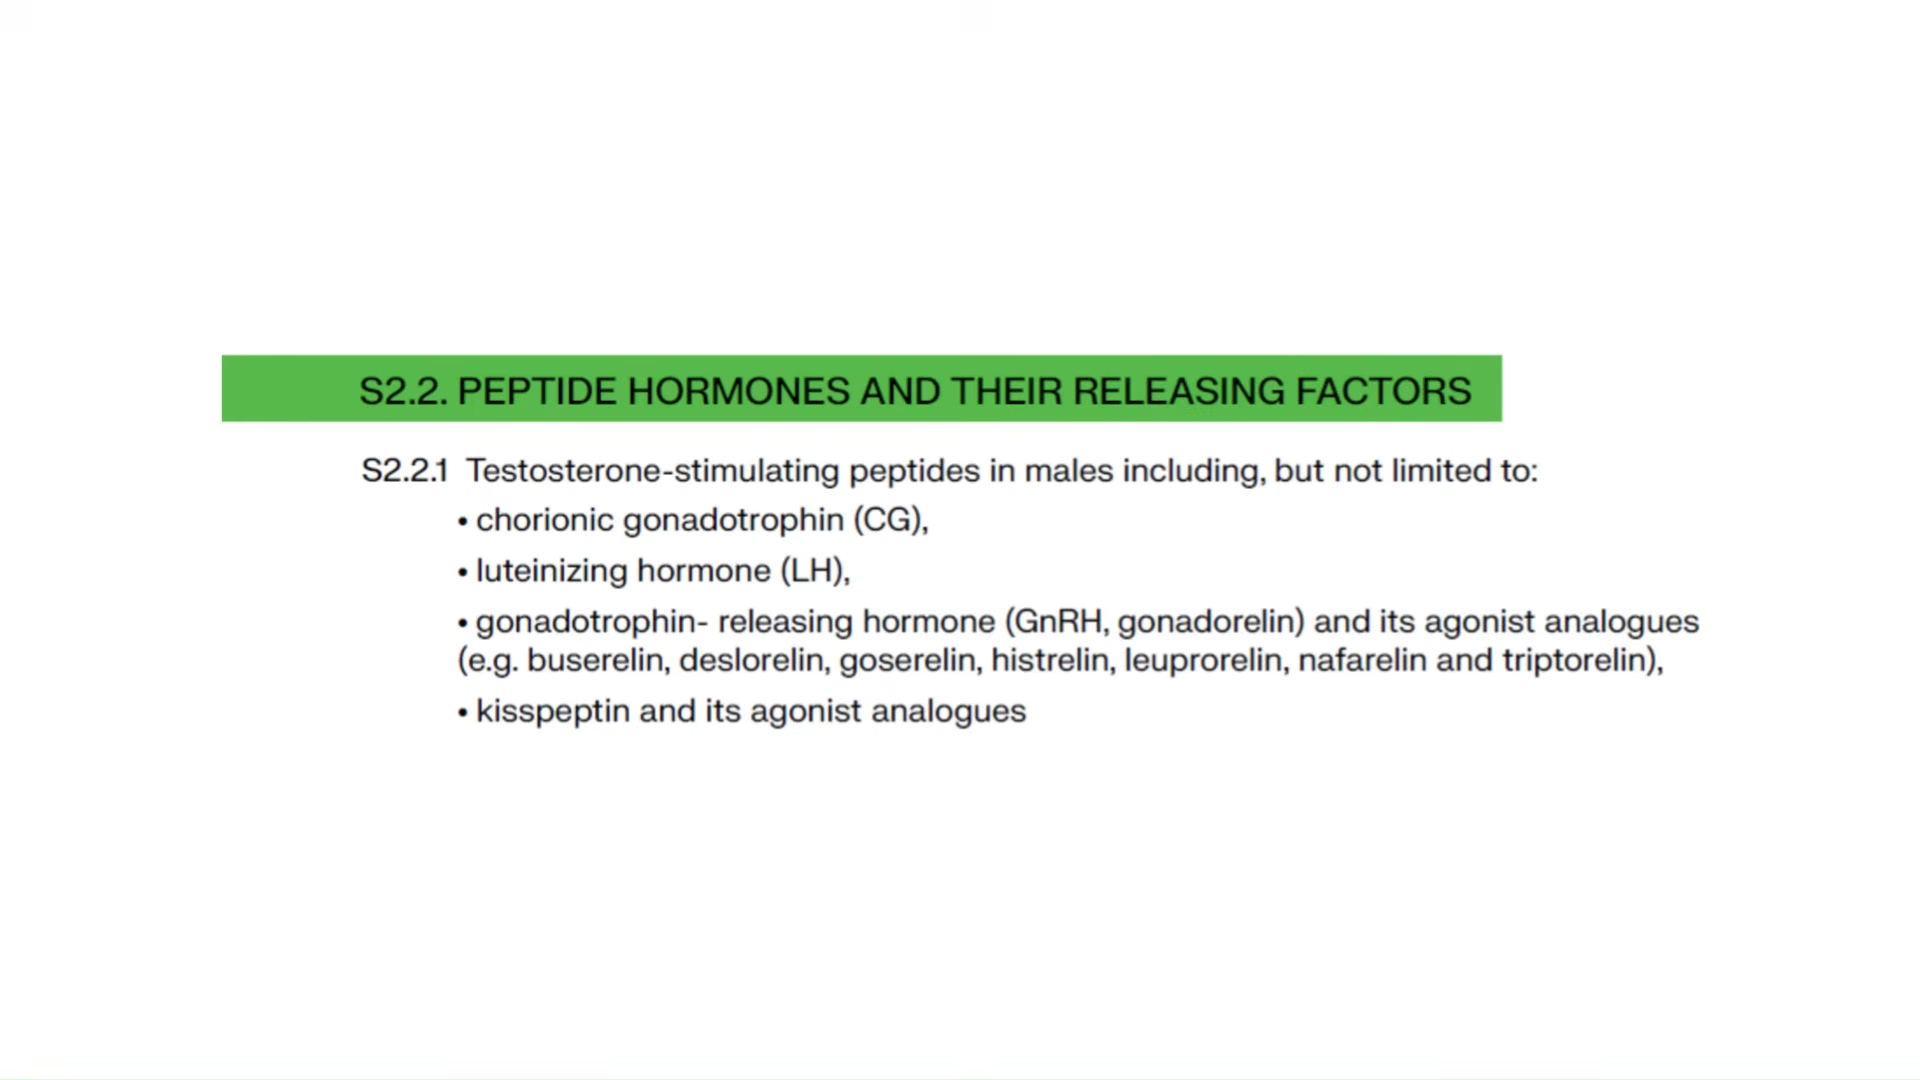 S2.2. PEPTIDE HORMONES AND THEIR RELEASING FACTORS
S2.2.1 Testosterone-stimulating peptides in males including, but not limited to:
• chorionic gonadotrophin (CG),
• luteinizing hormone (LH),
• gonadotrophin- releasing hormone (GnRH, gonadorelin) and its agonist analogues
(e.g. buserelin, deslorelin, goserelin, histrelin, leuprorelin, nafarelin and triptorelin),
• kisspeptin and its agonist analogues